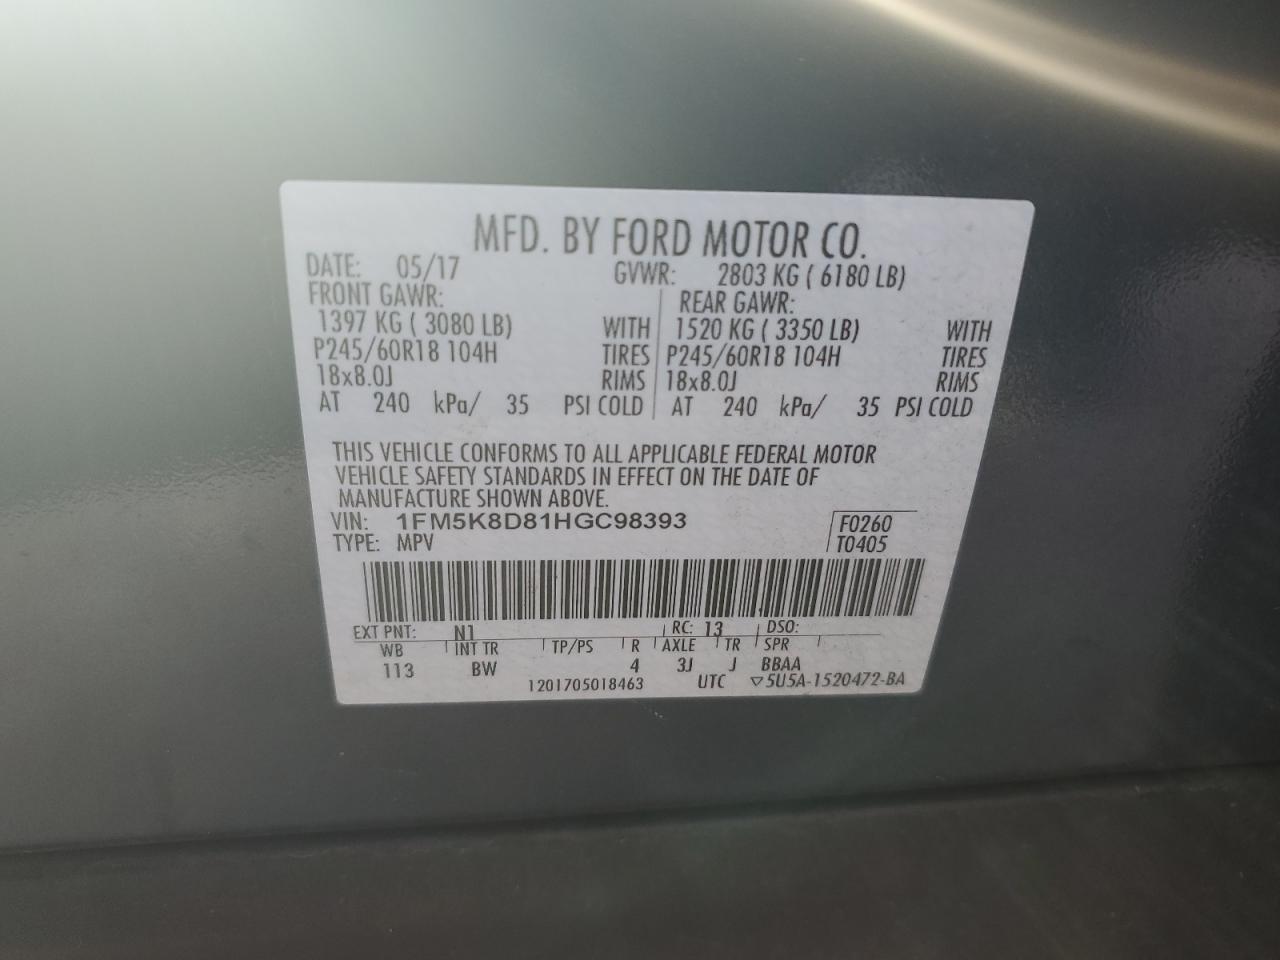 MFD. BY FORD MOTOR CO.
DATE: 05/17 GVWR: 2803 KG ( 6180 LB)
FRONT GAWR: REAR GAWR:
1397 KG ( 3080 LB) WITH 1520 KG ( 3350 LB) WITH
P245/60R18 104H TIRES P245/60R18 104H TIRES
18x8.0J RIMS 18x8.0J RIMS
AT 240 kPa/ 35 PSI COLD AT 240 kPa/ 35 PSI COLD
THIS VEHICLE CONFORMS TO ALL APPLICABLE FEDERAL MOTOR
VEHICLE SAFETY STANDARDS IN EFFECT ON THE DATE OF
MANUFACTURE SHOWN ABOVE.
VIN: 1FM5K8D81HGC98393 F0260
TYPE: MPV T0405
EXT PNT: N1 RC: 13 DSO:
WB INT TR TP/PS R AXLE TR SPR
113 BW 4 3J J BBAA
1201705018463 UTC ▽5U5A-1520472-BA